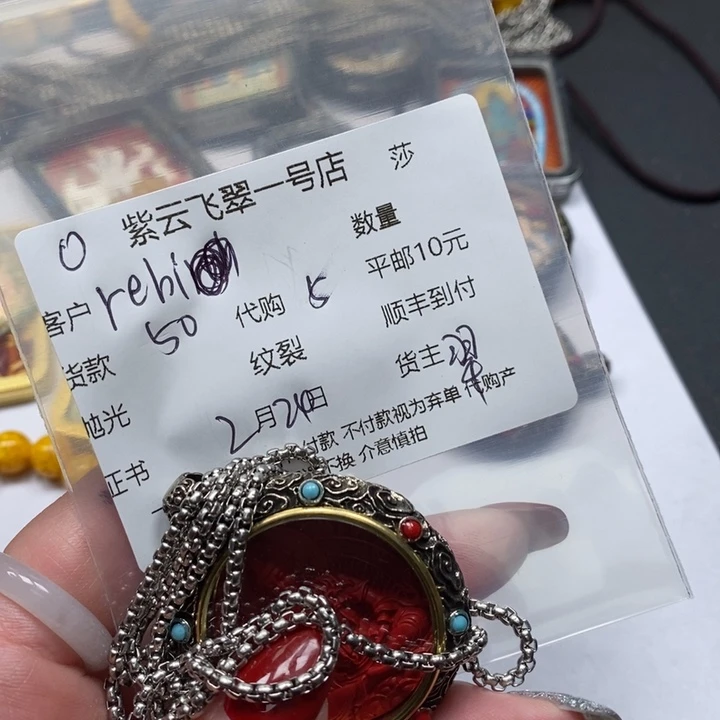 紫云飞翠一号店 莎
0
数量
客户 rebi
平邮10元
货款 50 代购 5
顺丰到付
抛光 纹裂 货主 翠
2月24日
证书
付款 不付款视为弃单 代购产
不换 介意慎拍